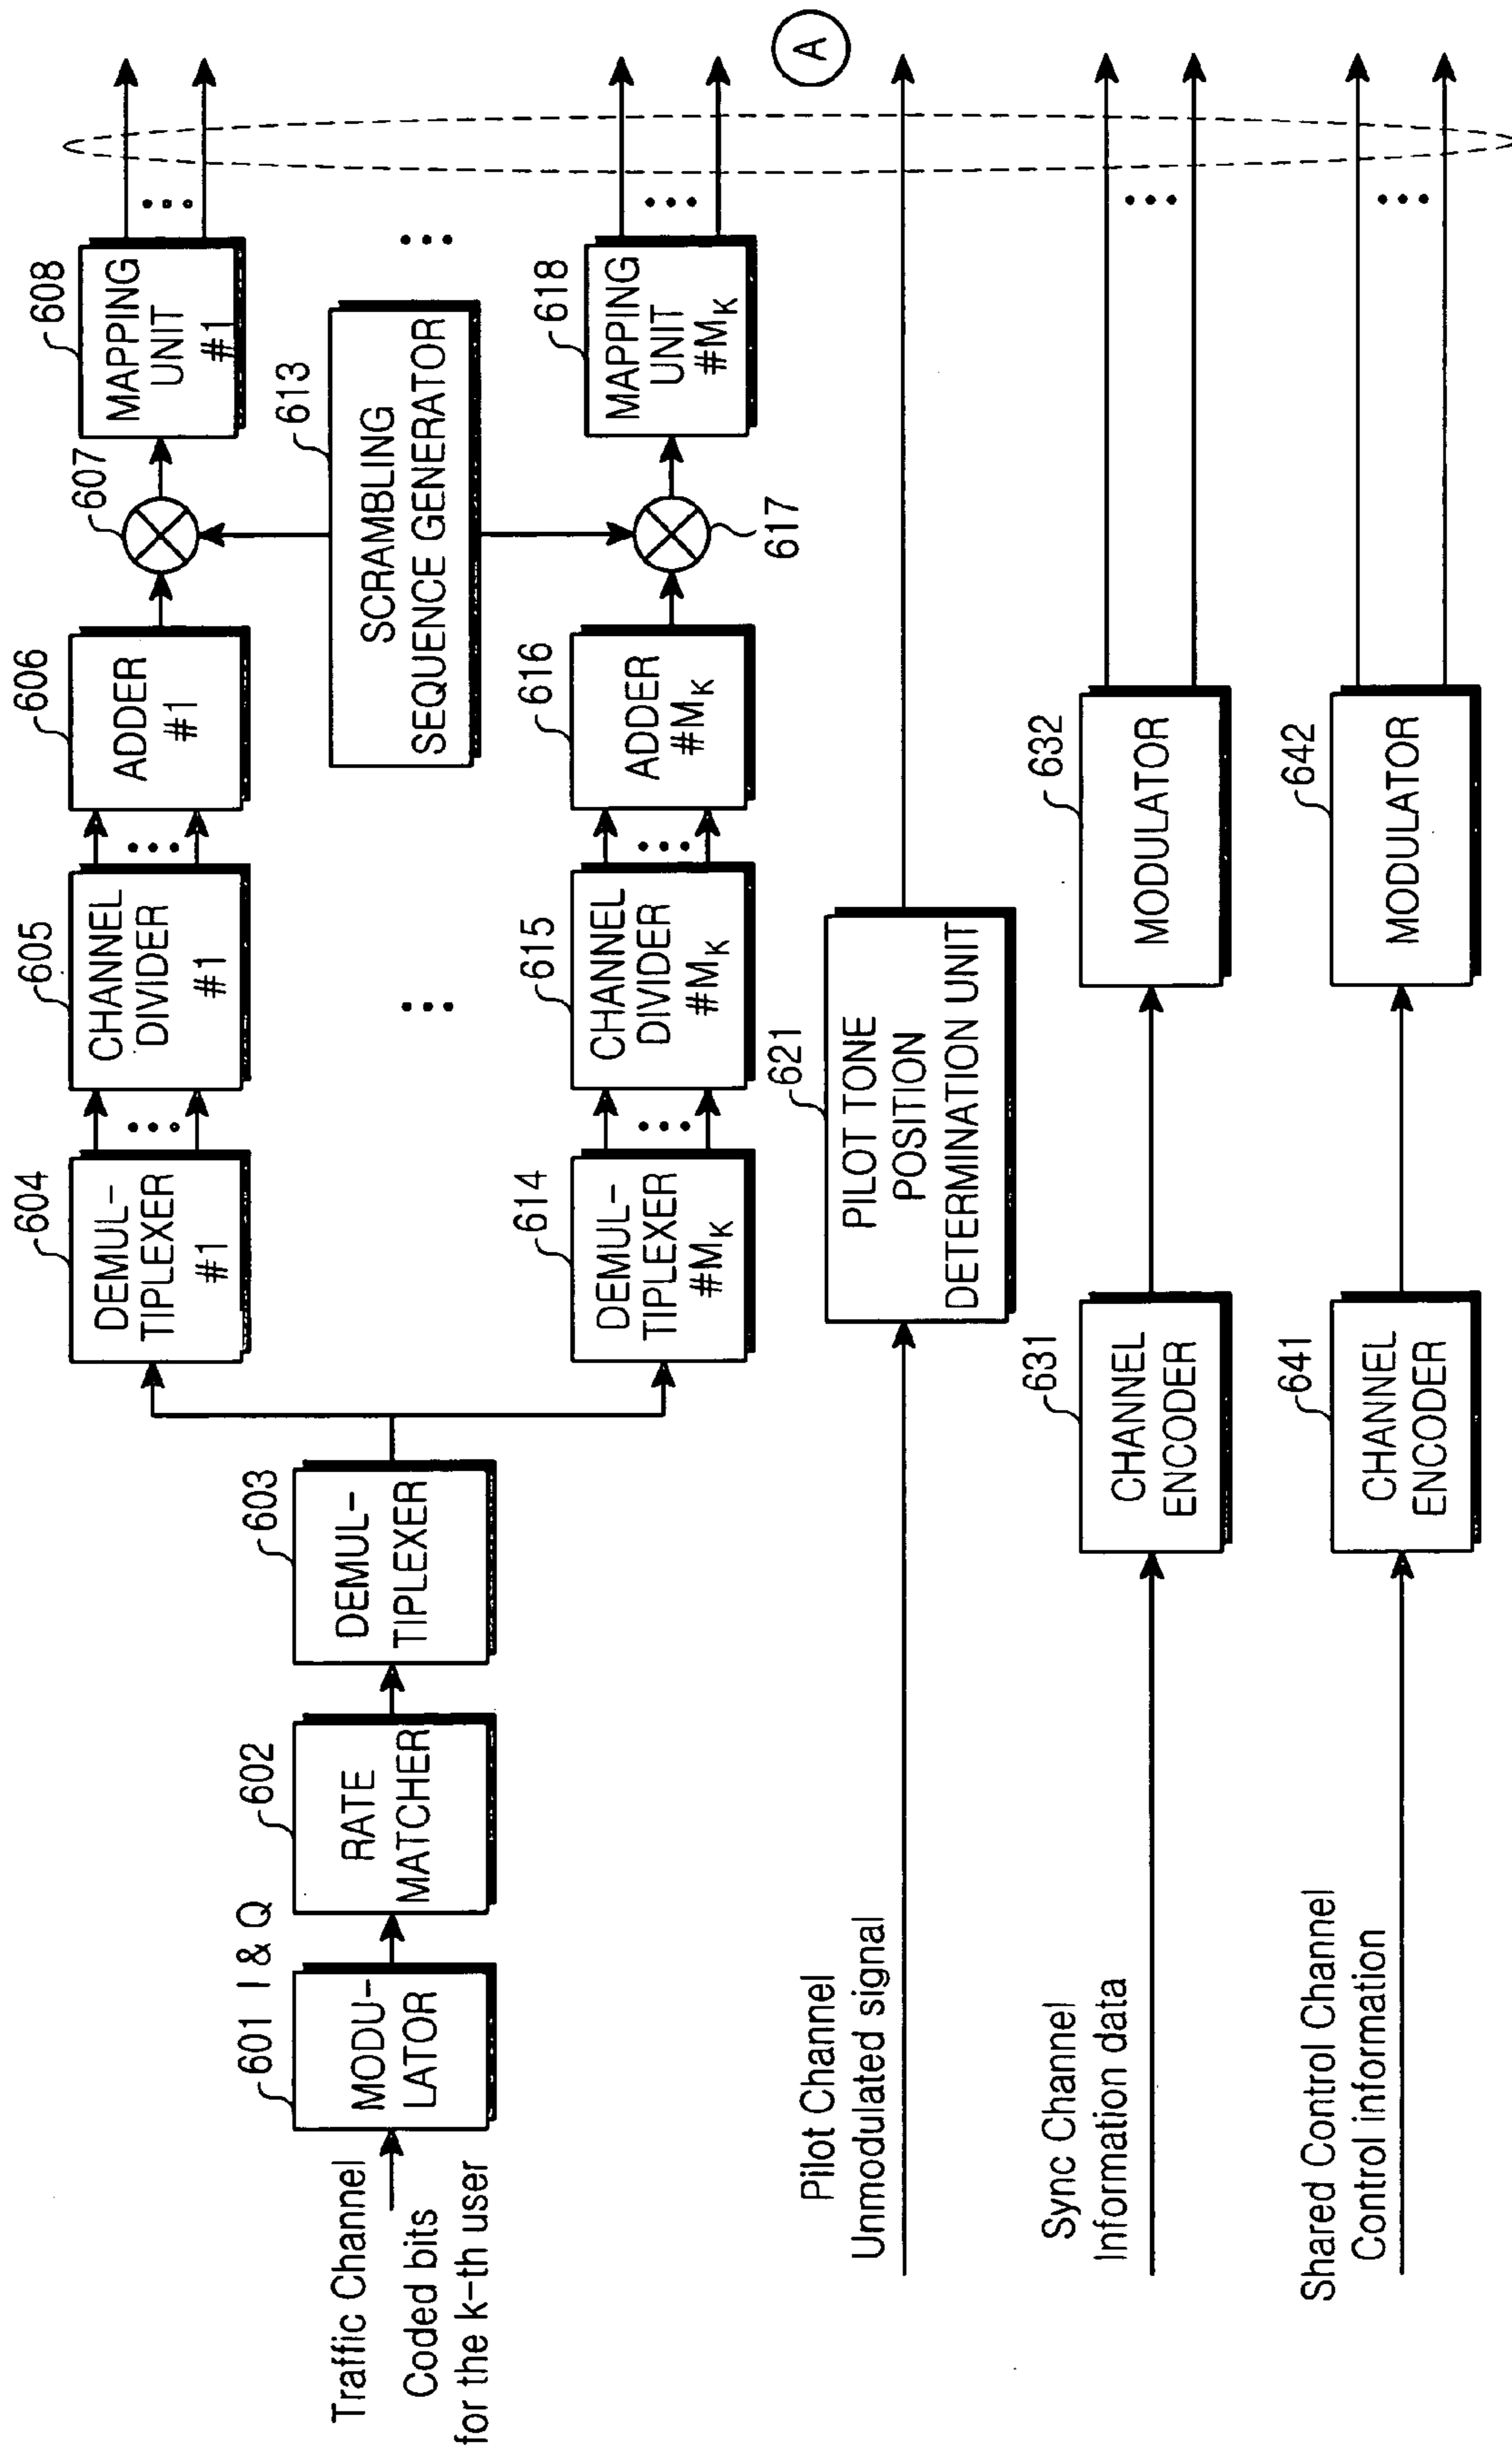 Traffic Channel
Coded bits
for the k-th user
601 I & Q
MODU-
LATOR
602
RATE
MATCHER
603
DEMUL-
TIPLEXER
604
DEMUL-
TIPLEXER
#1
605
CHANNEL
DIVIDER
#1
606
ADDER
#1
607
608
MAPPING
UNIT
#1
613
SCRAMBLING
SEQUENCE GENERATOR
614
DEMUL-
TIPLEXER
#MK
615
CHANNEL
DIVIDER
#MK
616
ADDER
#MK
617
618
MAPPING
UNIT
#MK
A
Pilot Channel
Unmodulated signal
621
PILOT TONE
POSITION
DETERMINATION UNIT
Sync Channel
Information data
631
CHANNEL
ENCODER
632
MODULATOR
Shared Control Channel
Control information
641
CHANNEL
ENCODER
642
MODULATOR